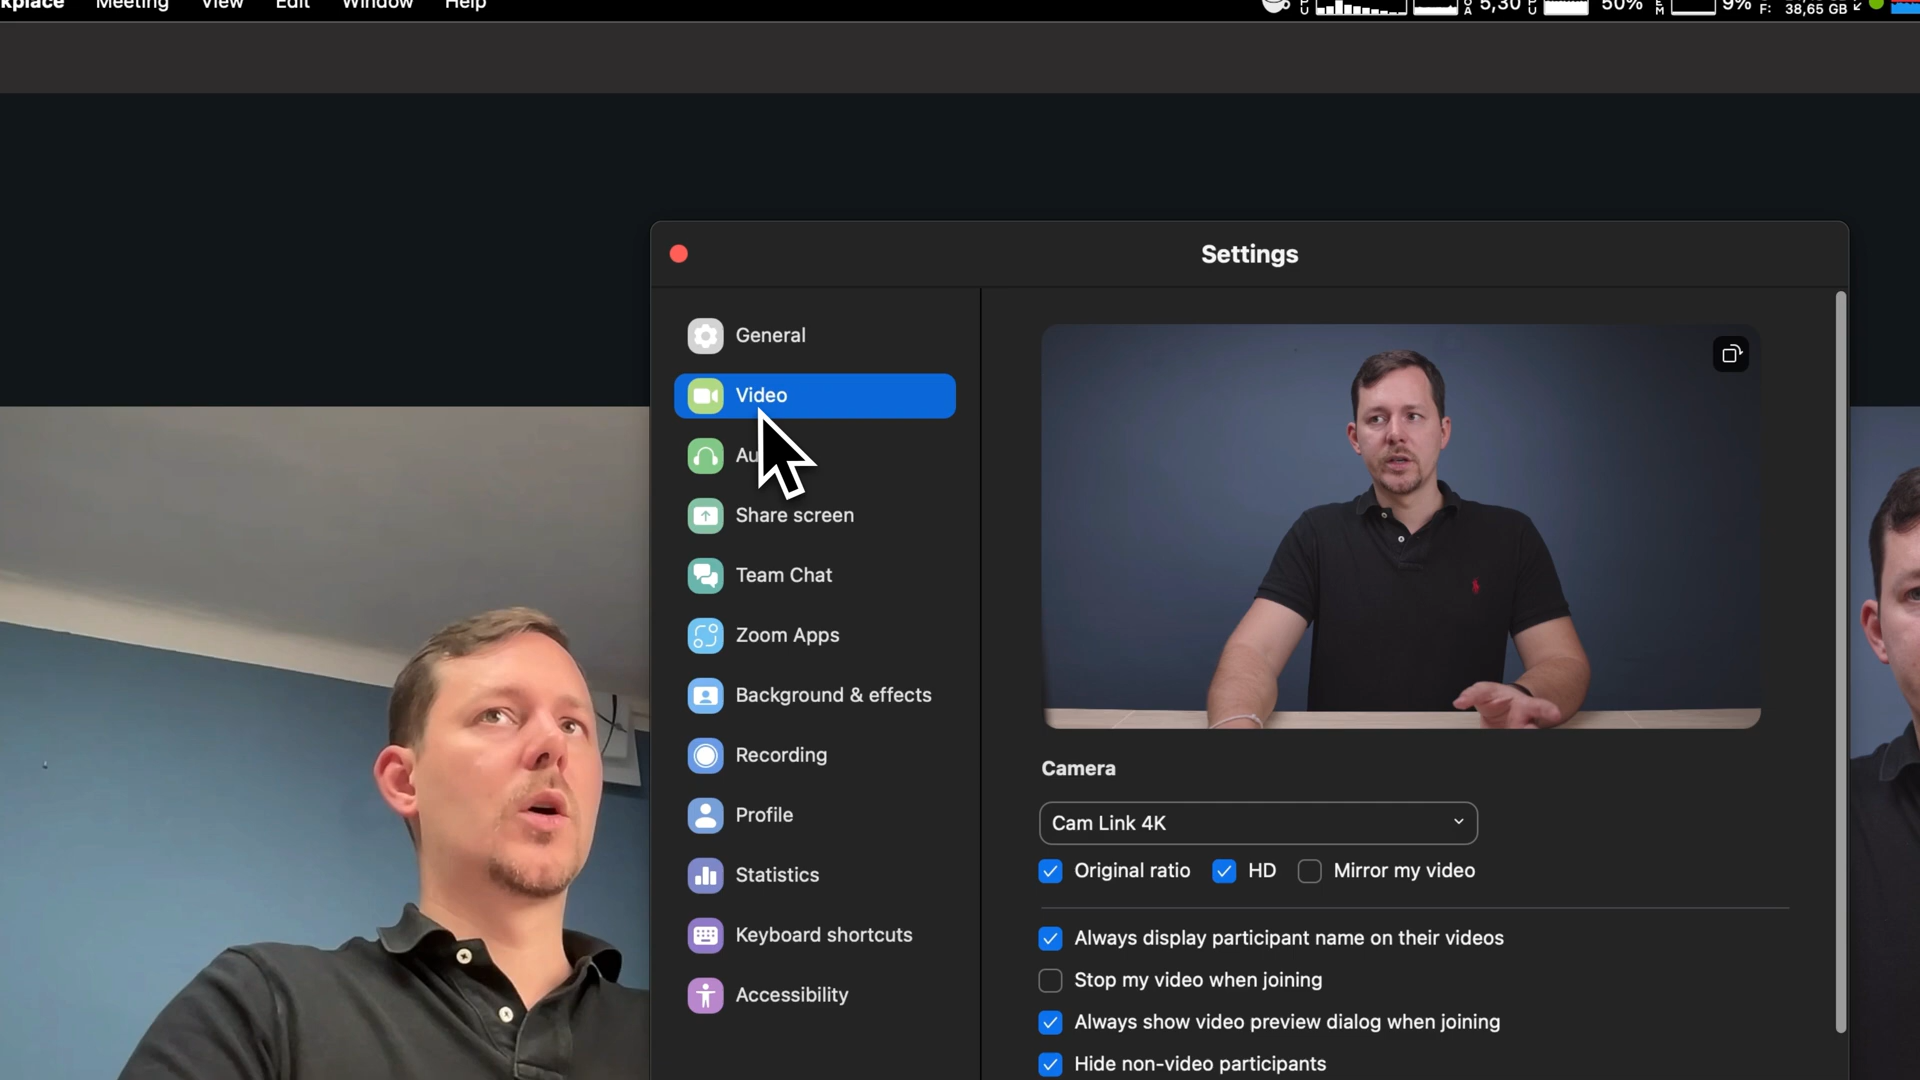 kplace Meeting View Edit Window Help 5,30 50% 9% F: 38,65 GB
Settings
General
Video
Au
Share screen
Team Chat
Zoom Apps
Background & effects
Recording
Profile
Statistics
Keyboard shortcuts
Accessibility
Camera
Cam Link 4K
Original ratio HD Mirror my video
Always display participant name on their videos
Stop my video when joining
Always show video preview dialog when joining
Hide non-video participants